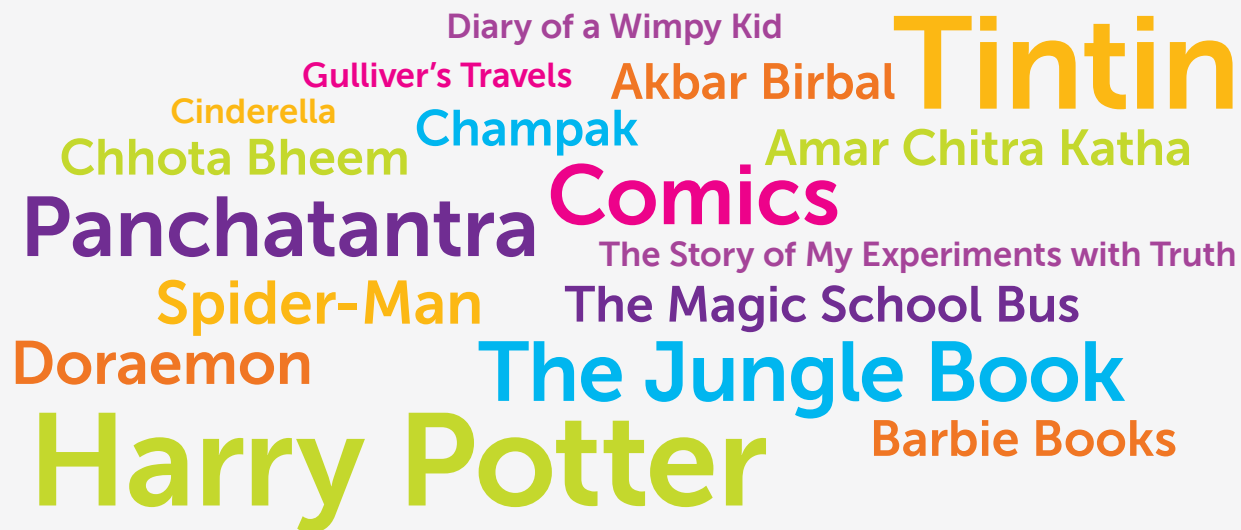 Diary of a Wimpy Kid
Tintin
Gulliver’s Travels
Akbar Birbal
Cinderella
Champak
Chhota Bheem
Amar Chitra Katha
Comics
Panchatantra
The Story of My Experiments with Truth
Spider-Man
The Magic School Bus
Doraemon
The Jungle Book
Harry Potter
Barbie Books